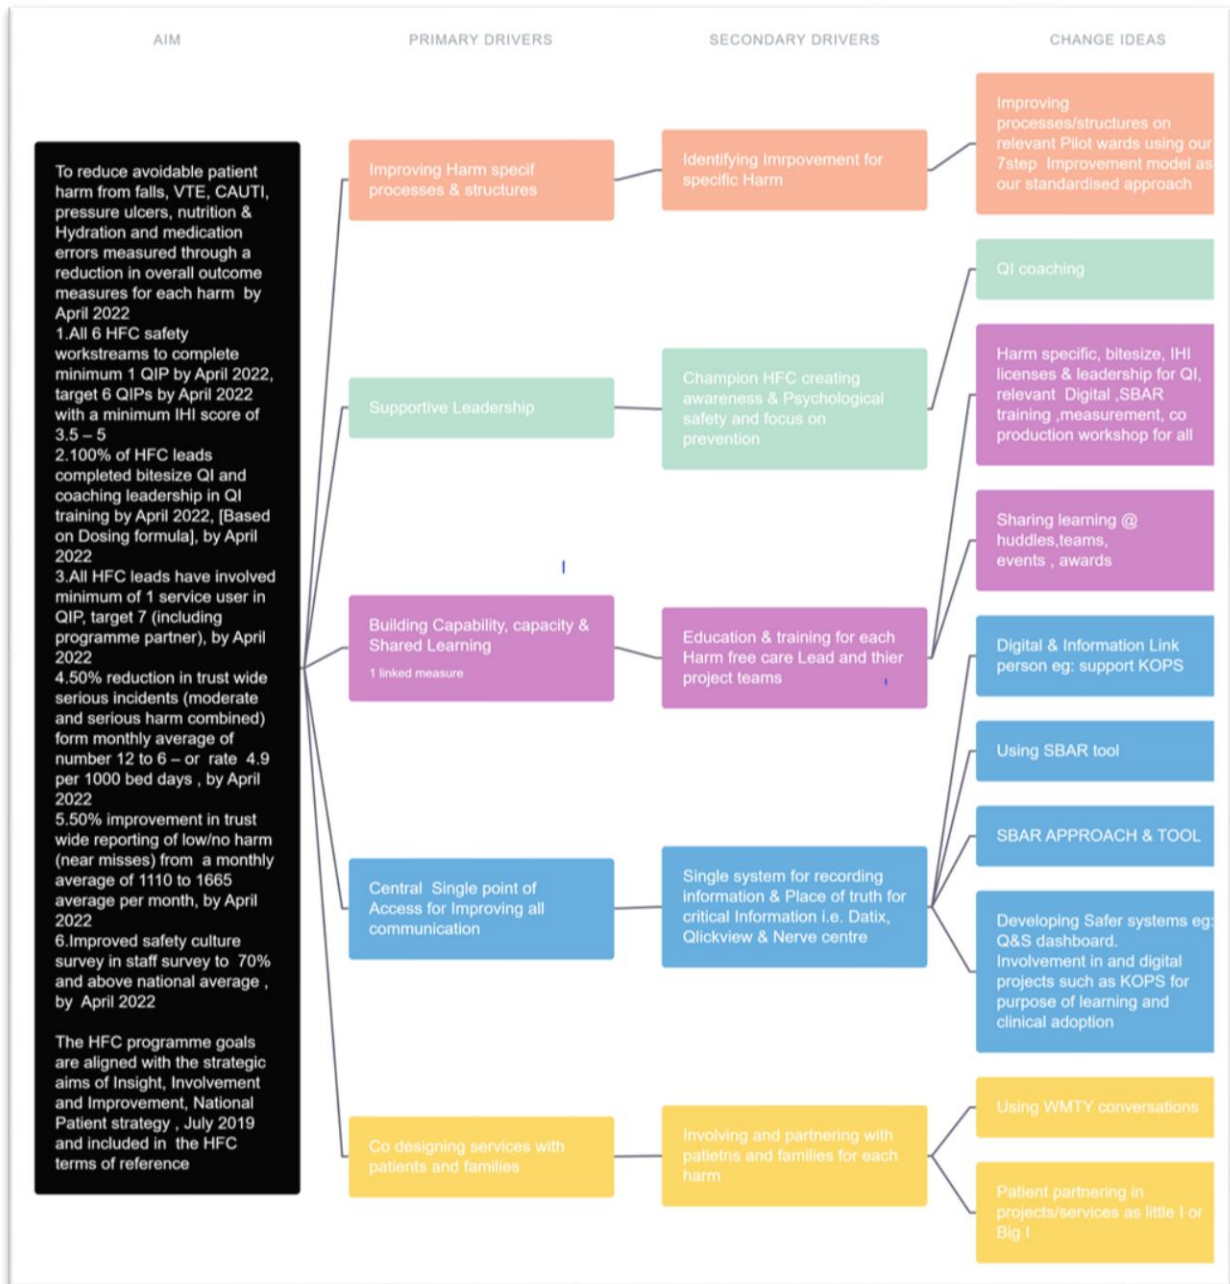 AIM
PRIMARY DRIVERS
SECONDARY DRIVERS
CHANGE IDEAS
To reduce avoidable patient
harm from falls, VTE, CAUTI,
pressure ulcers, nutrition &
Hydration and medication
errors measured through a
reduction in overall outcome
measures for each harm by
April 2022
1.All 6 HFC safety
workstreams to complete
minimum 1 QIP by April 2022,
target 6 QIPs by April 2022
with a minimum IHI score of
3.5 – 5
2.100% of HFC leads
completed bitesize QI and
coaching leadership in QI
training by April 2022, [Based
on Dosing formula], by April
2022
3.All HFC leads have involved
minimum of 1 service user in
QIP, target 7 (including
programme partner), by April
2022
4.50% reduction in trust wide
serious incidents (moderate
and serious harm combined)
form monthly average of
number 12 to 6 – or rate 4.9
per 1000 bed days , by April
2022
5.50% improvement in trust
wide reporting of low/no harm
(near misses) from a monthly
average of 1110 to 1665
average per month, by April
2022
6.Improved safety culture
survey in staff survey to 70%
and above national average ,
by April 2022
The HFC programme goals
are aligned with the strategic
aims of Insight, Involvement
and Improvement, National
Patient strategy , July 2019
and included in the HFC
terms of reference
Improving Harm specif
processes & structures
Supportive Leadership
Building Capability, capacity &
Shared Learning
1 linked measure
Central Single point of
Access for Improving all
communication
Co designing services with
patients and families
Identifying Imrpovement for
specific Harm
Champion HFC creating
awareness & Psychological
safety and focus on
prevention
Education & training for each
Harm free care Lead and thier
project teams
Single system for recording
information & Place of truth for
critical Information i.e. Datix,
Qlickview & Nerve centre
Involving and partnering with
patietns and families for each
harm
Improving
processes/structures on
relevant Pilot wards using our
7step Improvement model as
our standardised approach
QI coaching
Harm specific, bitesize, IHI
licenses & leadership for QI,
relevant Digital ,SBAR
training ,measurement, co
production workshop for all
Sharing learning @
huddles,teams,
events , awards
Digital & Information Link
person eg: support KOPS
Using SBAR tool
SBAR APPROACH & TOOL
Developing Safer systems eg:
Q&S dashboard.
Involvement in and digital
projects such as KOPS for
purpose of learning and
clinical adoption
Using WMTY conversations
Patient partnering in
projects/services as little I or
Big I